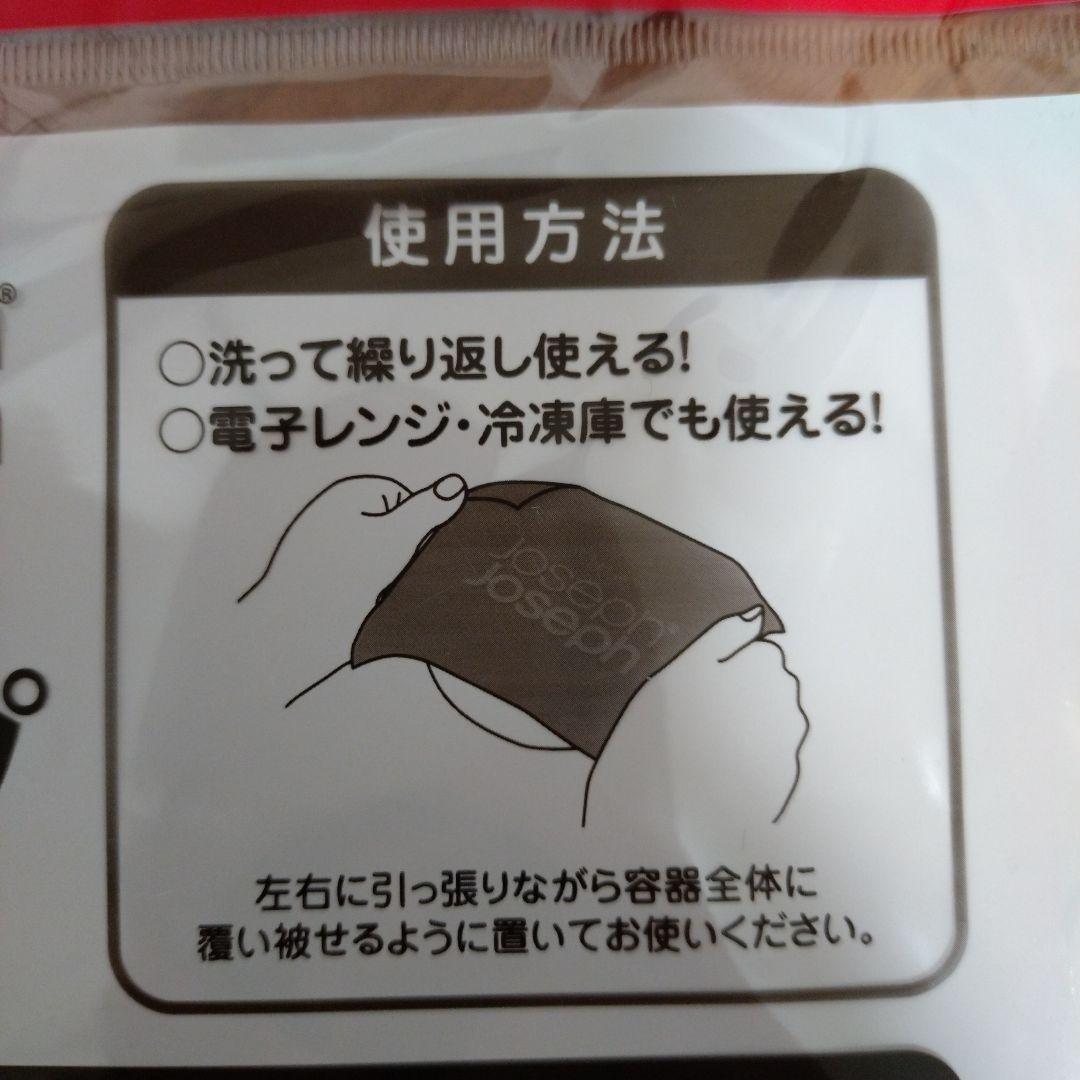 使用方法
®
○洗って繰り返し使える!
○電子レンジ・冷凍庫でも使える!
Joseph
Joseph®
左右に引っ張りながら容器全体に
覆い被せるように置いてお使いください。